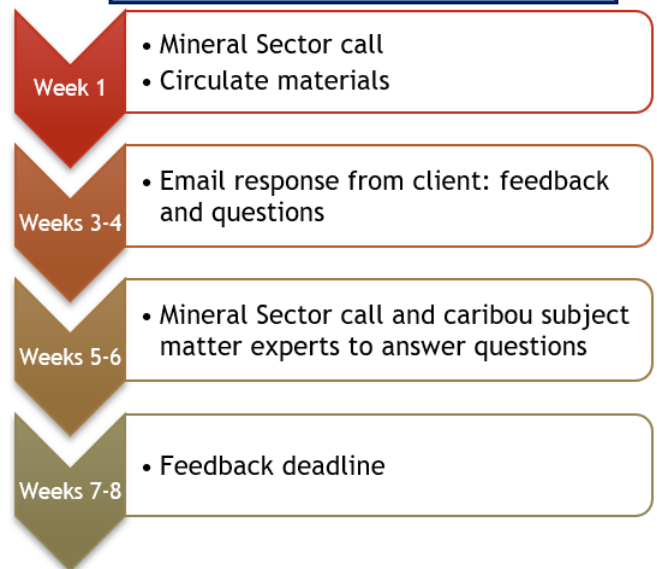 Week 1
• Mineral Sector call
• Circulate materials
Weeks 3-4
• Email response from client: feedback
and questions
Weeks 5-6
• Mineral Sector call and caribou subject
matter experts to answer questions
Weeks 7-8
• Feedback deadline